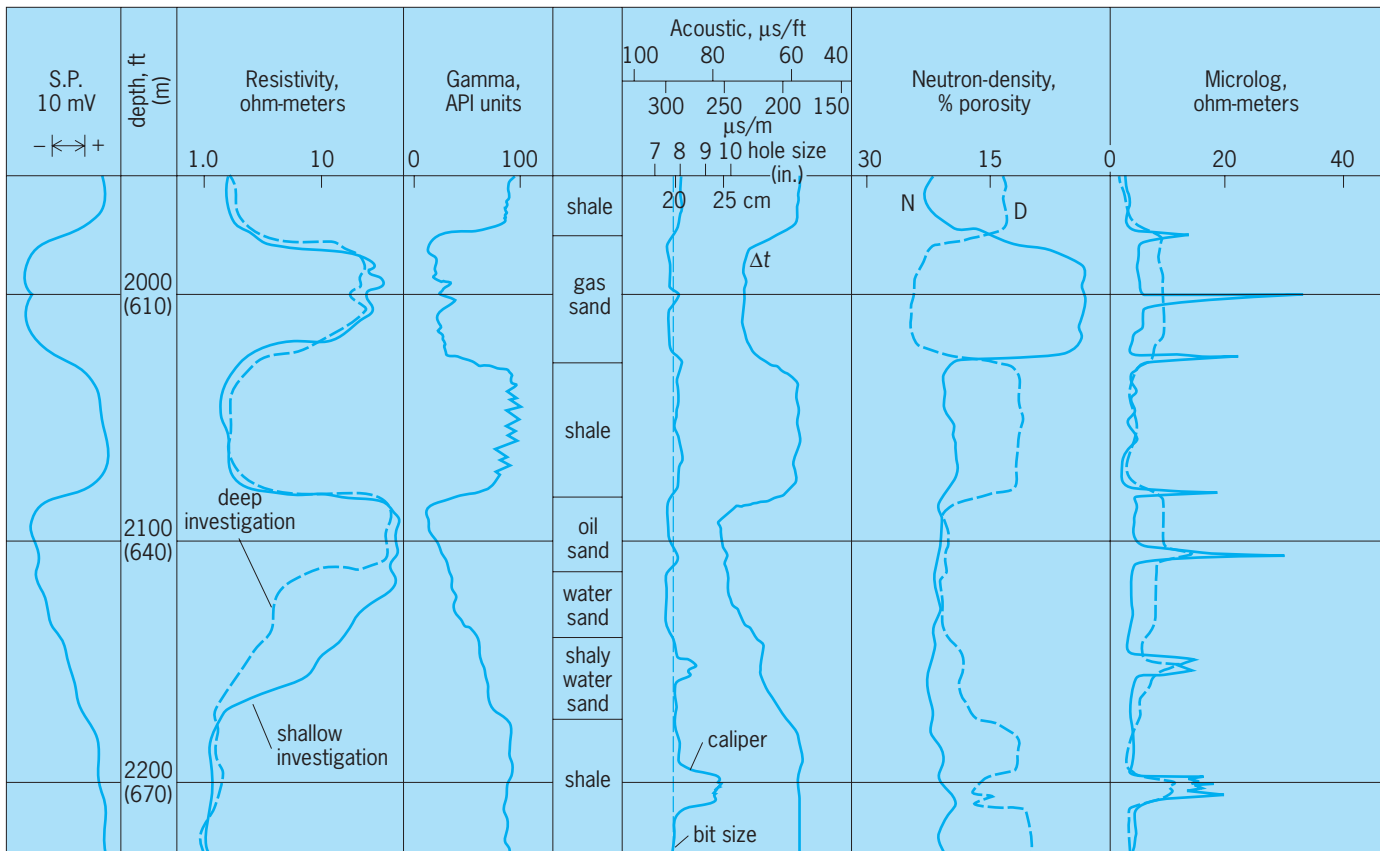 S.P.
10 mV
– +
depth, ft
(m)
Resistivity,
ohm-meters
1.0 10
Gamma,
API units
0 100
Acoustic, μs/ft
100 80 60 40
300 250 200 150
μs/m
7 8 9 10 hole size
(in.)
20 25 cm
Neutron-density,
% porosity
30 15
Microlog,
ohm-meters
0 20 40
shale
N
D
Δt
2000
(610)
gas
sand
shale
deep
investigation
2100
(640)
oil
sand
water
sand
shaly
water
sand
shallow
investigation
caliper
2200
(670)
shale
bit size